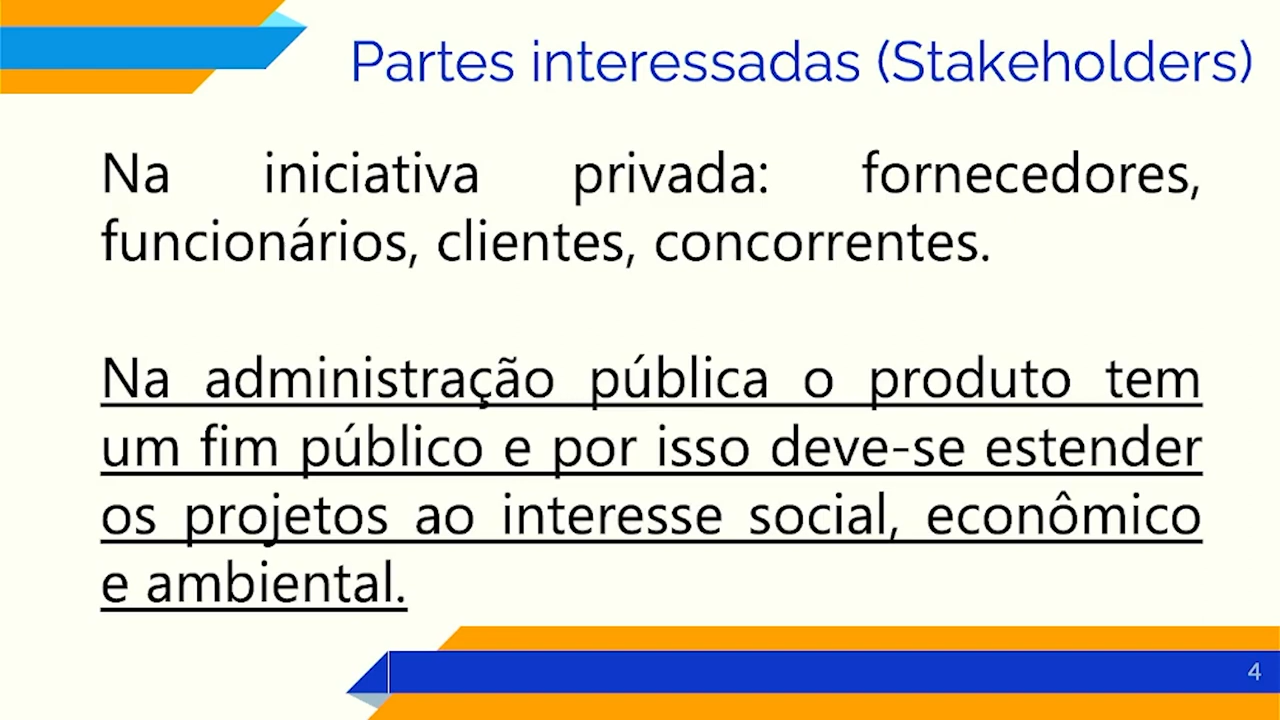 Partes interessadas (Stakeholders)
Na iniciativa privada: fornecedores,
funcionários, clientes, concorrentes.
Na administração pública o produto tem
um fim público e por isso deve-se estender
os projetos ao interesse social, econômico
e ambiental.
4